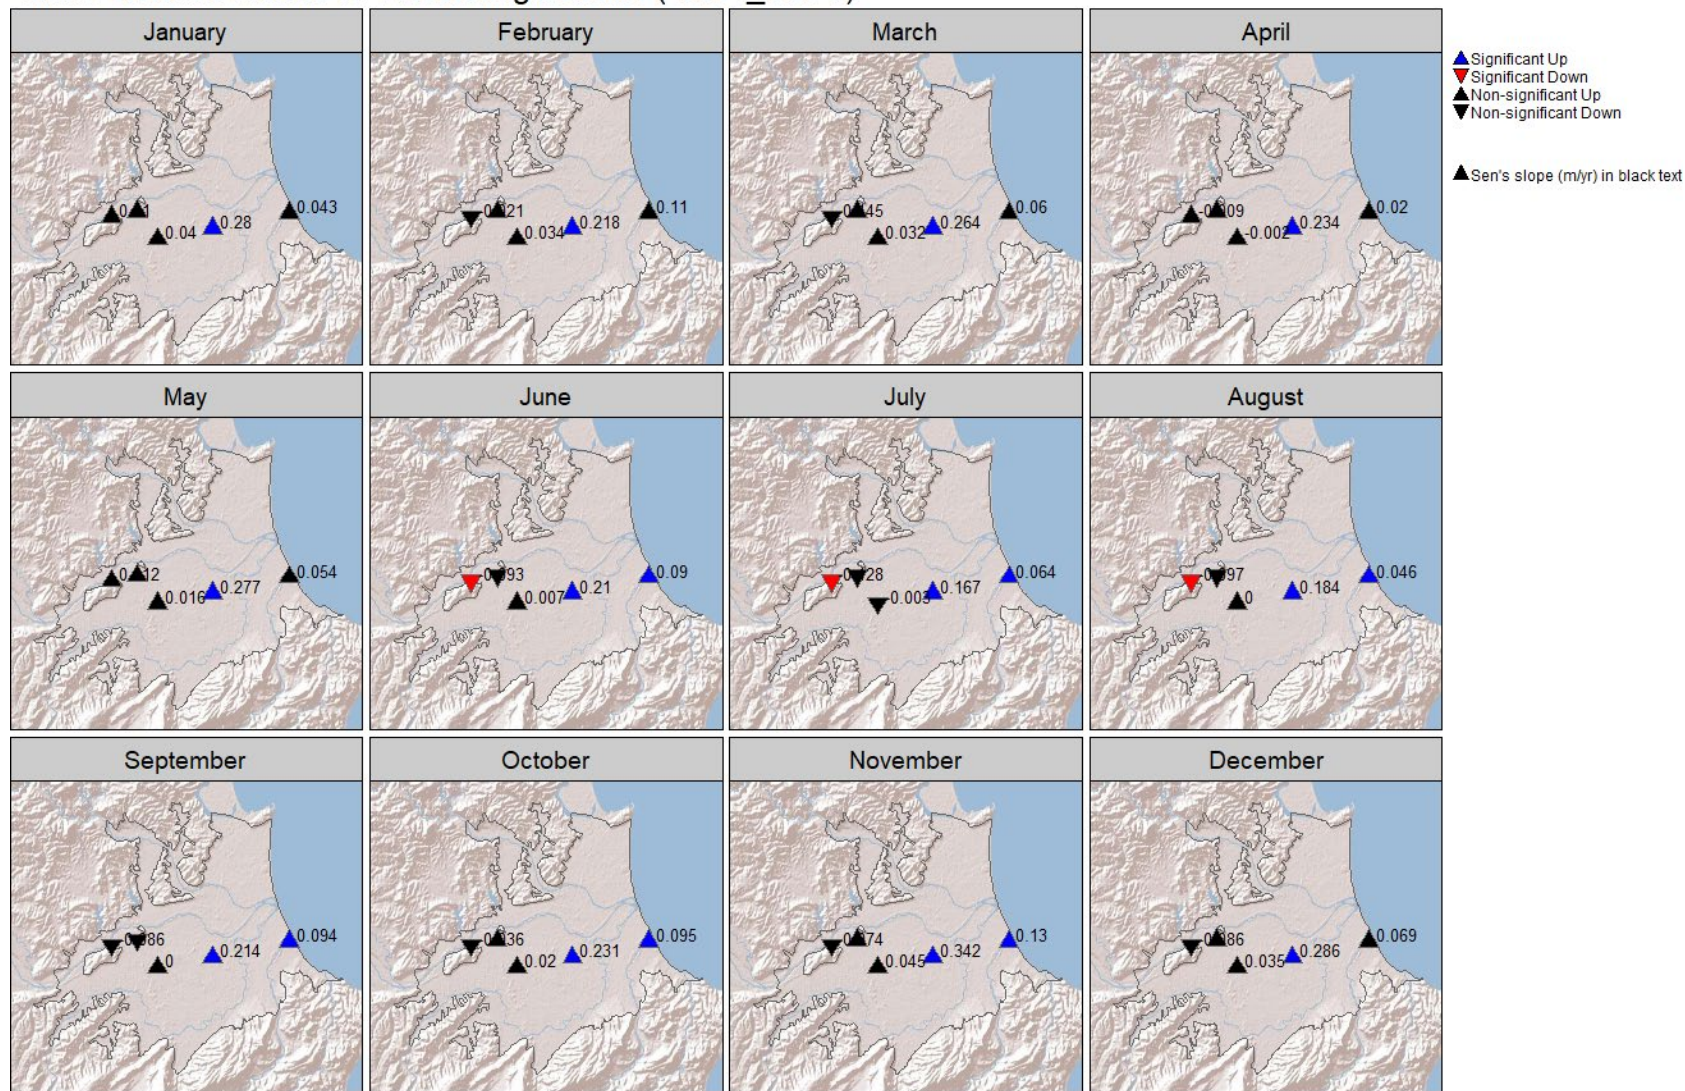 January
February
March
April
Significant Up
Significant Down
Non-significant Up
Non-significant Down
Sen's slope (m/yr) in black text
0.04
0.28
0.043
0.034
0.218
0.11
0.032
0.264
0.06
-0.002
0.234
0.02
May
June
July
August
0.016
0.277
0.054
0.007
0.21
0.09
-0.003
0.167
0.064
0
0.184
0.046
September
October
November
December
0
0.214
0.094
0.02
0.231
0.095
0.045
0.342
0.13
0.035
0.286
0.069